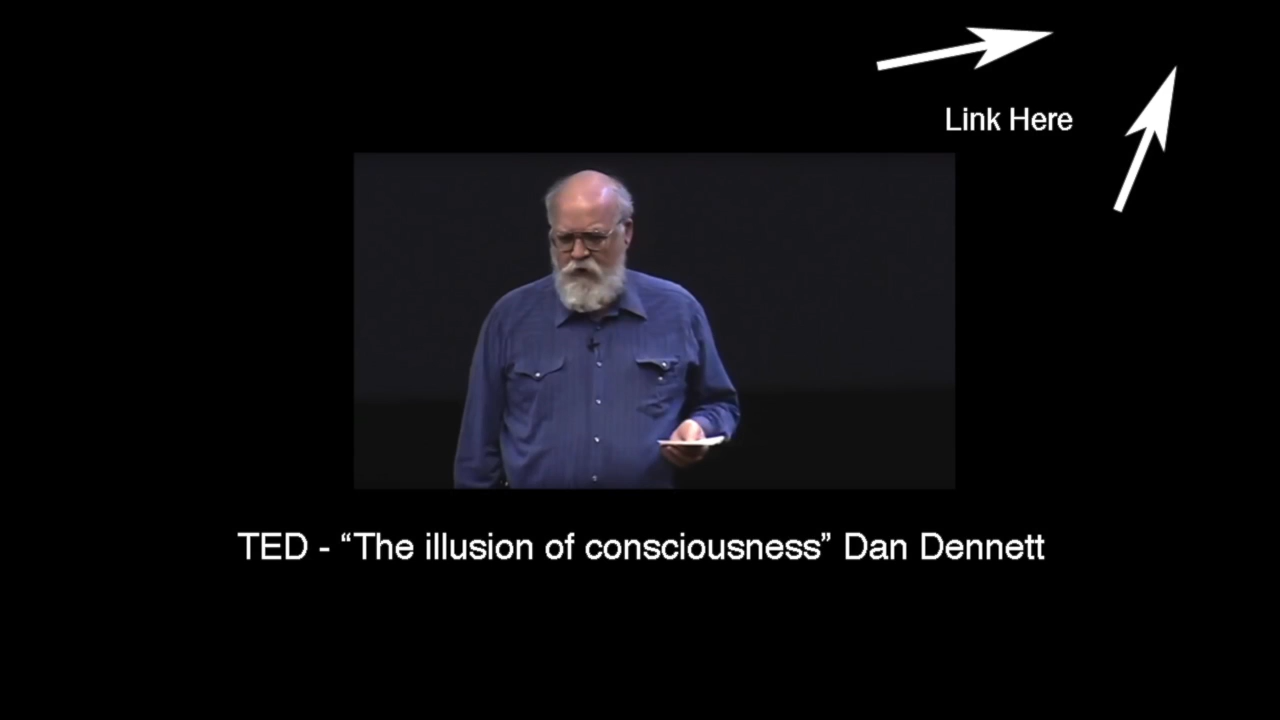 Link Here
TED - “The illusion of consciousness” Dan Dennett